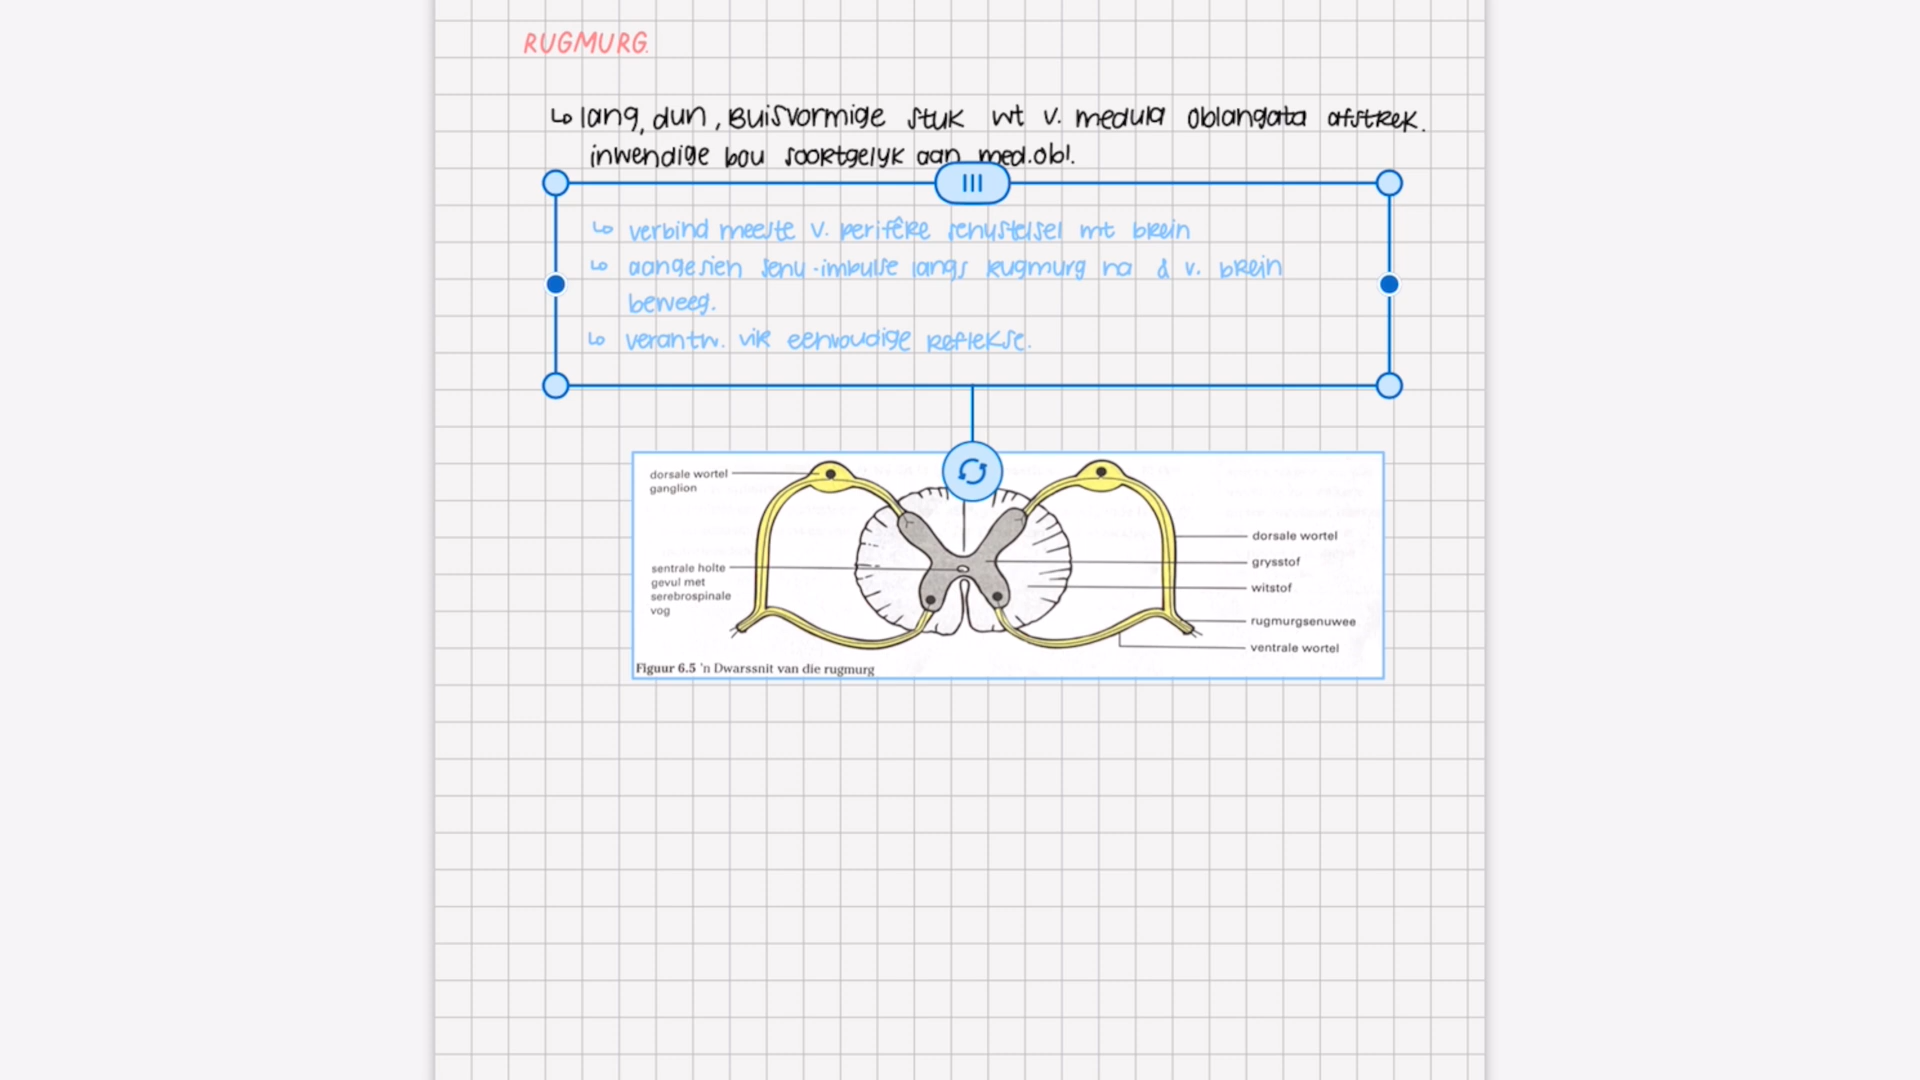 RUGMURG.
↳ lang, dun, Buisvormige stuk wt v. medula oblangata afstrek.
inwendige bou soortgelyk aan med.obl.
↳ verbind meeste v. perifêre senustelsel mt brein
↳ aangesien senu-impulse langs rugmurg na & v. brein
beweeg.
↳ verantw. vir eenvoudige reflekse.
dorsale wortel
ganglion
dorsale wortel
grysstof
sentrale holte
gevul met
serebrospinale
vog
witstof
rugmurgsenuwee
ventrale wortel
Figuur 6.5 'n Dwarssnit van die rugmurg